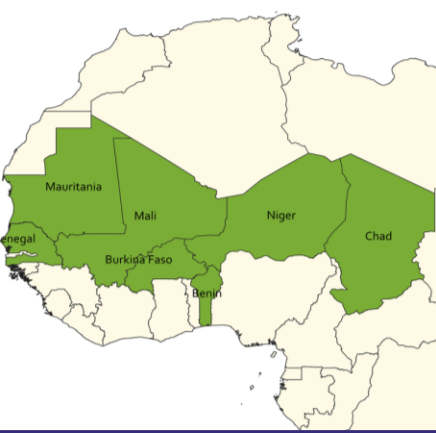 Mauritania
Mali
Niger
Chad
enegal
Burkina Faso
Benin